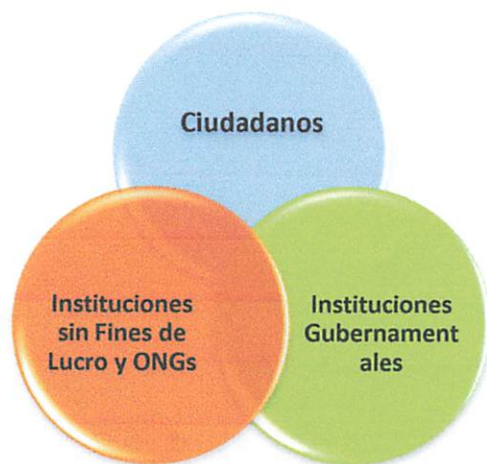 Ciudadanos
Instituciones
sin Fines de
Lucro y ONGs
Instituciones
Gubernament
ales